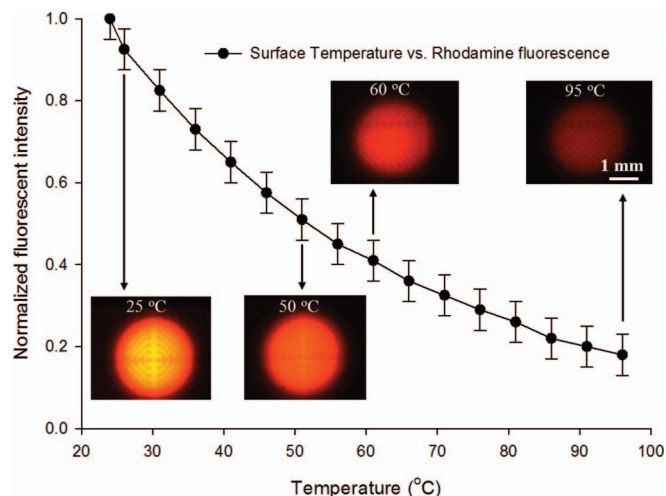 1.0
Surface Temperature vs. Rhodamine fluorescence
60 °C
95 °C
0.8
1 mm
0.6
Normalized fluorescent intensity
0.4
25 °C
50 °C
0.2
0.0
20 30 40 50 60 70 80 90 100
Temperature (°C)